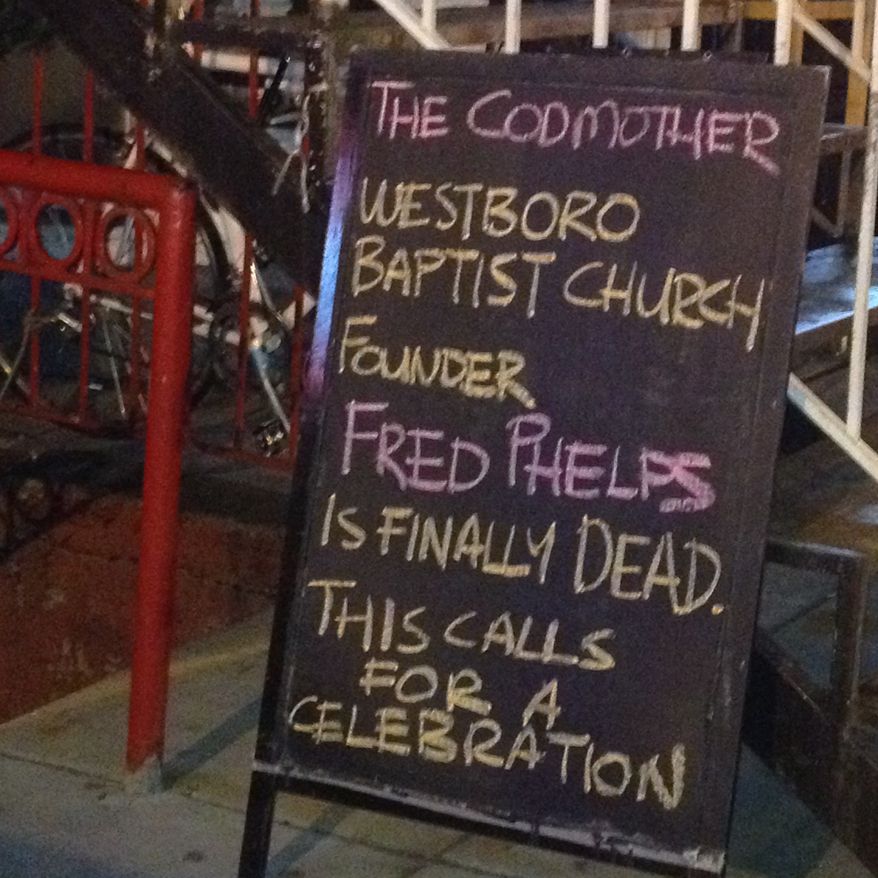 THE CODMOTHER
WESTBORO
BAPTIST CHURCH
FOUNDER
FRED PHELPS
IS FINALLY DEAD.
THIS CALLS
FOR A
CELEBRATION